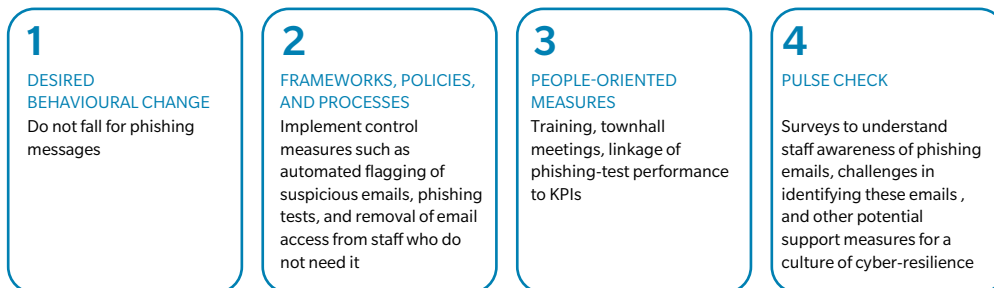 1
DESIRED
BEHAVIOURAL CHANGE
Do not fall for phishing
messages
2
FRAMEWORKS, POLICIES,
AND PROCESSES
Implement control
measures such as
automated flagging of
suspicious emails, phishing
tests, and removal of email
access from staff who do
not need it
3
PEOPLE-ORIENTED
MEASURES
Training, townhall
meetings, linkage of
phishing-test performance
to KPIs
4
PULSE CHECK
Surveys to understand
staff awareness of phishing
emails, challenges in
identifying these emails ,
and other potential
support measures for a
culture of cyber-resilience